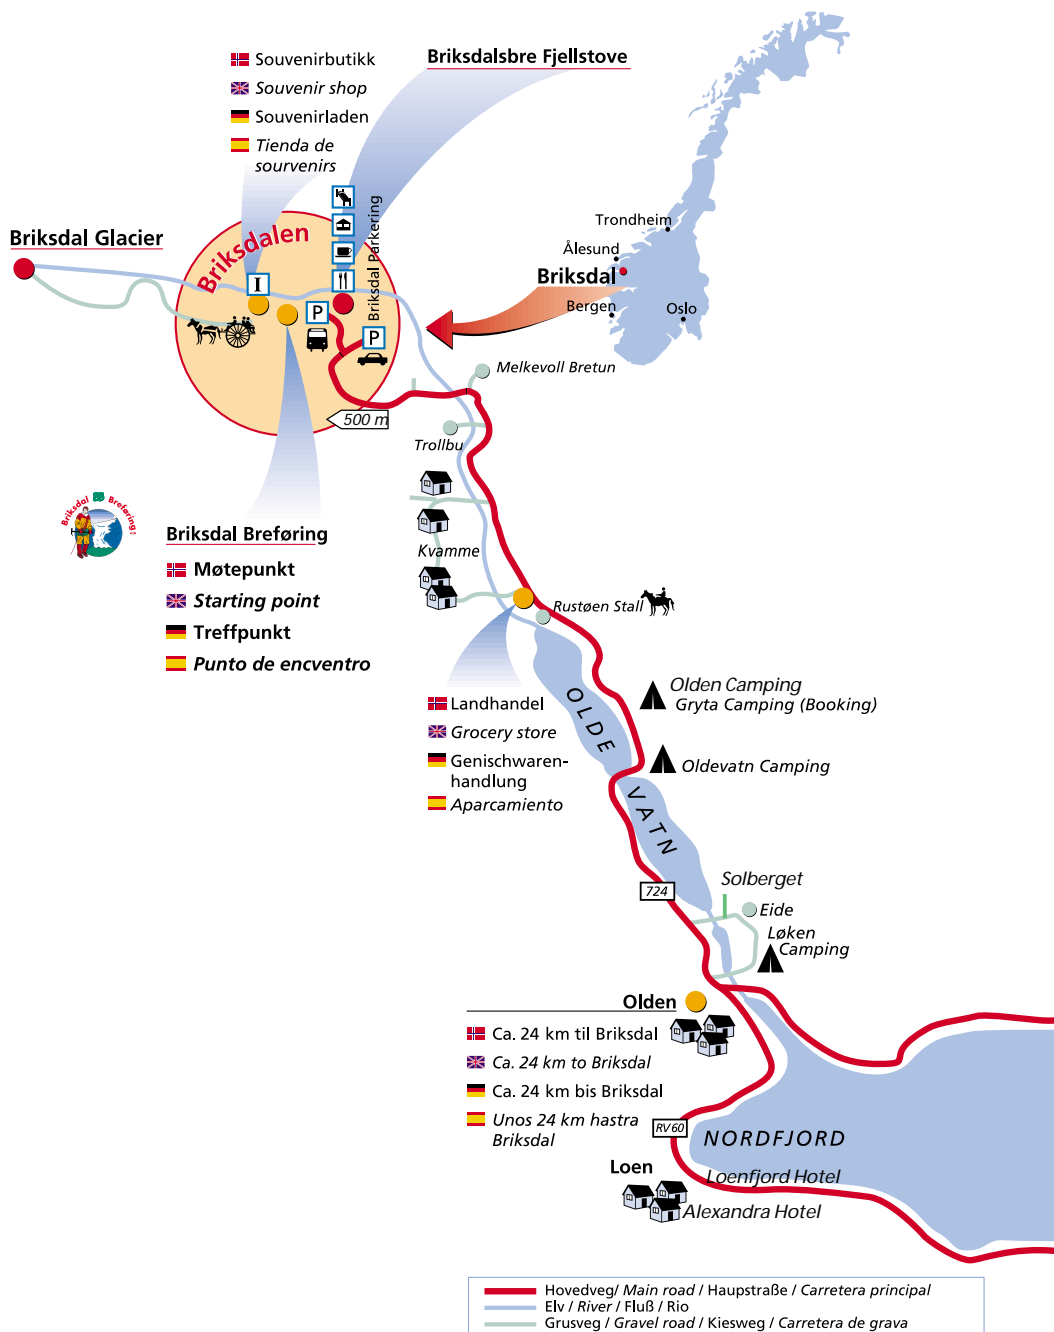 Souvenirbutikk
Souvenir shop
Souvenirladen
Tienda de
sourvenirs
Briksdalsbre Fjellstove
Trondheim
Ålesund
Briksdal
Bergen
Oslo
Briksdal Glacier
Briksdalen
I
Briksdal Parkering
P
P
500 m
Melkevoll Bretun
Trollbu
Briksdal Breføring
Briksdal Breføring
Møtepunkt
Starting point
Treffpunkt
Punto de encventro
Kvamme
Rustøen Stall
Landhandel
Grocery store
Genischwaren-
handlung
Aparcamiento
OLDE
VATN
Olden Camping
Gryta Camping (Booking)
Oldevatn Camping
724
Solberget
Eide
Løken
Camping
Olden
Ca. 24 km til Briksdal
Ca. 24 km to Briksdal
Ca. 24 km bis Briksdal
Unos 24 km hastra
Briksdal
RV60
NORDFJORD
Loen
Loenfjord Hotel
Alexandra Hotel
Hovedveg/ Main road / Haupstraße / Carretera principal
Elv / River / Fluß / Rio
Grusveg / Gravel road / Kiesweg / Carretera de grava